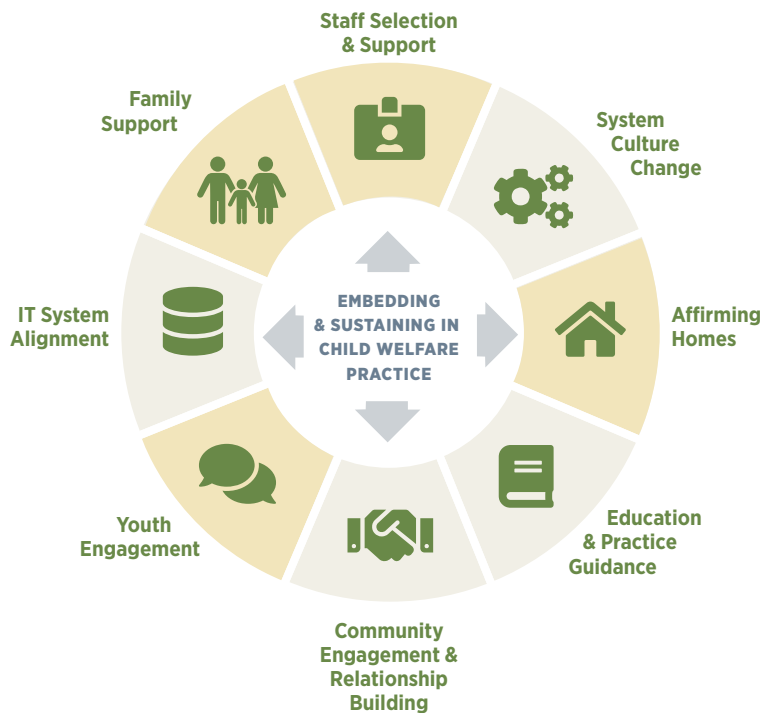 Staff Selection
& Support
System
Culture
Change
Affirming
Homes
Education
& Practice
Guidance
Community
Engagement &
Relationship
Building
Youth
Engagement
IT System
Alignment
Family
Support
EMBEDDING
& SUSTAINING IN
CHILD WELFARE
PRACTICE